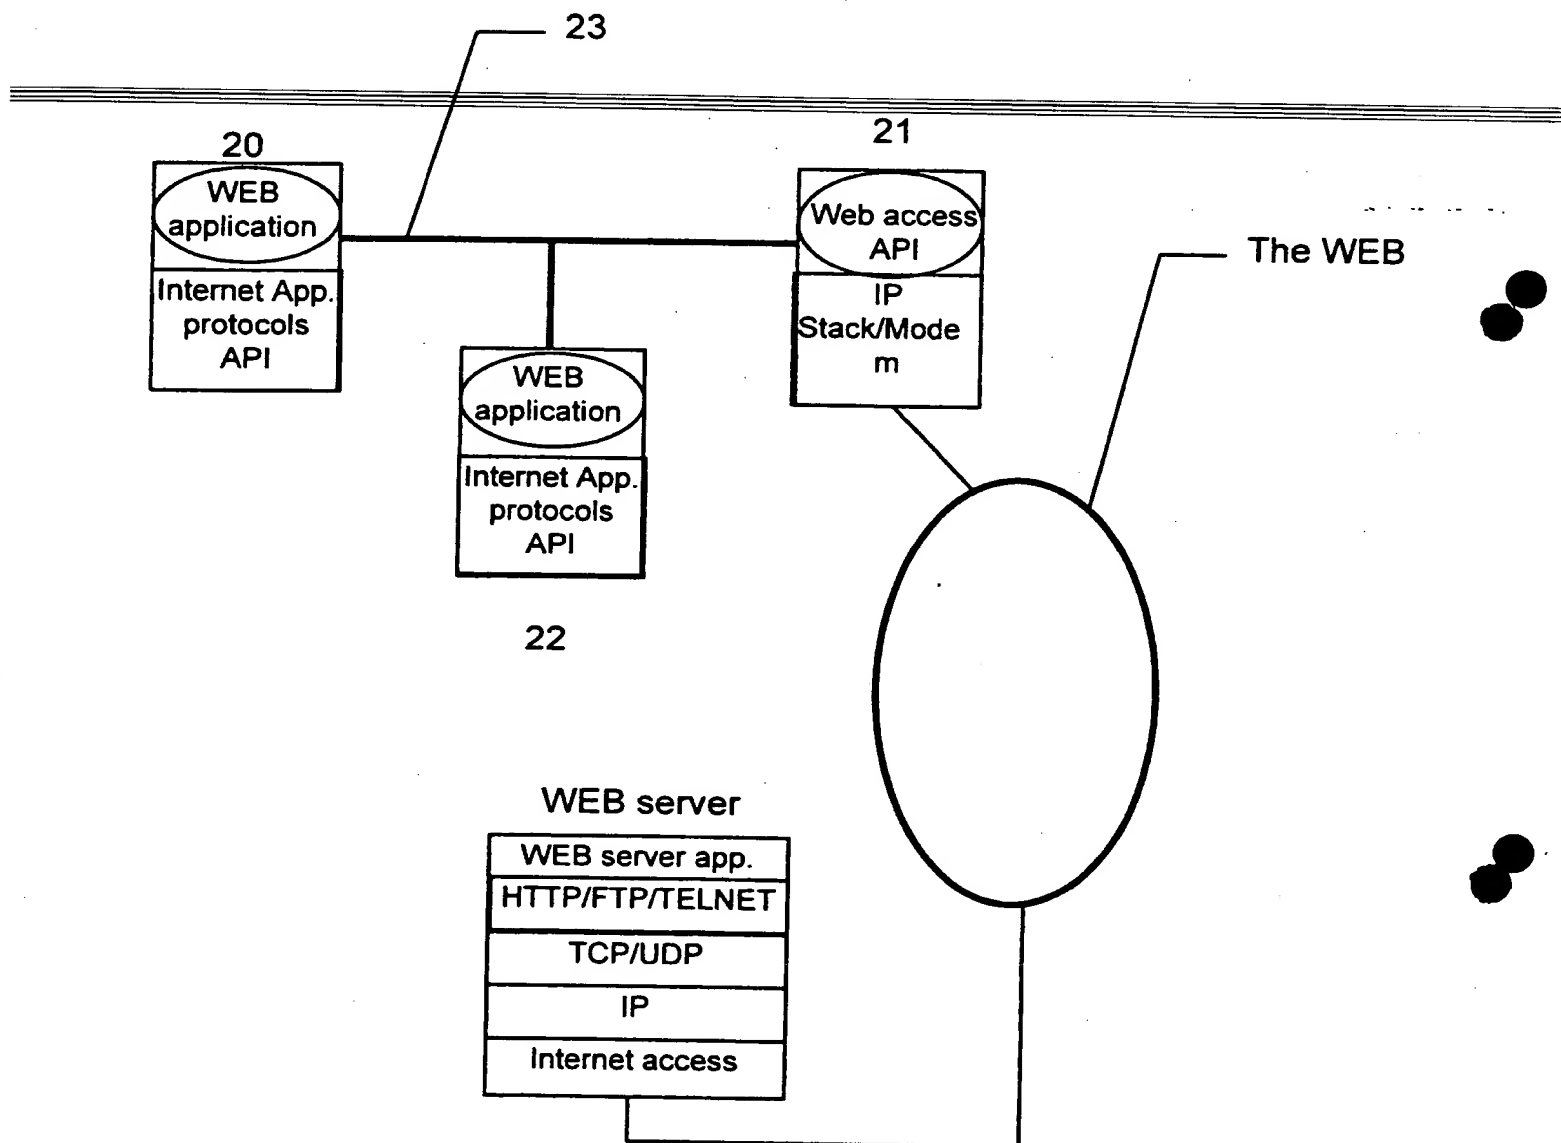 23
20
WEB
application
Internet App.
protocols
API
21
Web access
API
IP
Stack/Mode
m
The WEB
WEB
application
Internet App.
protocols
API
22
WEB server
WEB server app.
HTTP/FTP/TELNET
TCP/UDP
IP
Internet access